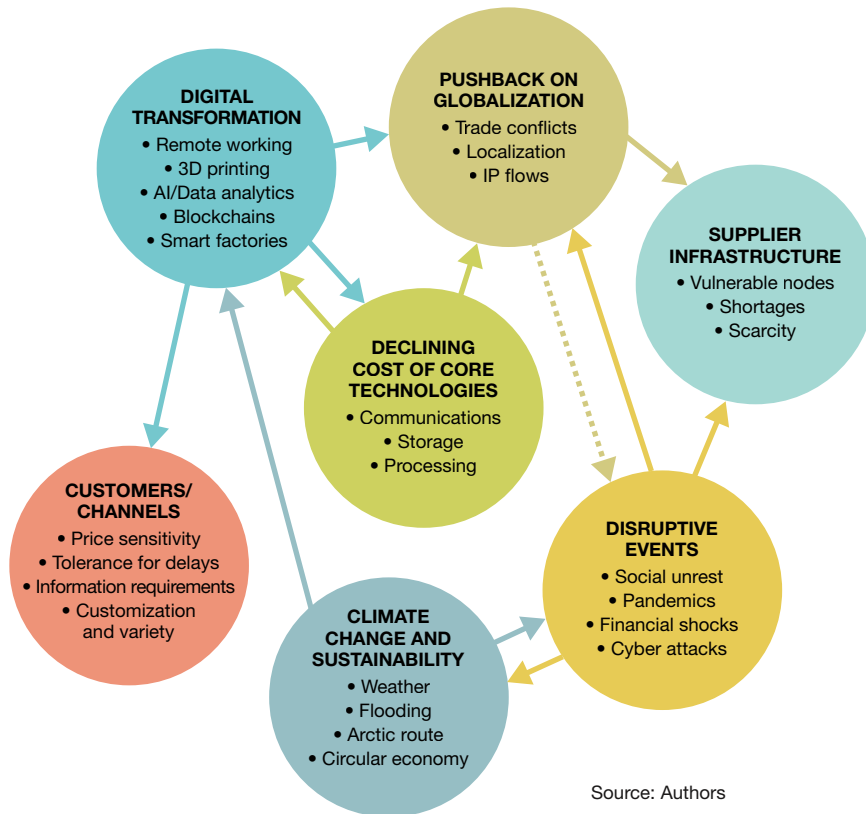 DIGITAL
TRANSFORMATION
• Remote working
• 3D printing
• AI/Data analytics
• Blockchains
• Smart factories
PUSHBACK ON
GLOBALIZATION
• Trade conflicts
• Localization
• IP flows
SUPPLIER
INFRASTRUCTURE
• Vulnerable nodes
• Shortages
• Scarcity
DECLINING
COST OF CORE
TECHNOLOGIES
• Communications
• Storage
• Processing
CUSTOMERS/
CHANNELS
• Price sensitivity
• Tolerance for delays
• Information requirements
• Customization
and variety
DISRUPTIVE
EVENTS
• Social unrest
• Pandemics
• Financial shocks
• Cyber attacks
CLIMATE
CHANGE AND
SUSTAINABILITY
• Weather
• Flooding
• Arctic route
• Circular economy
Source: Authors